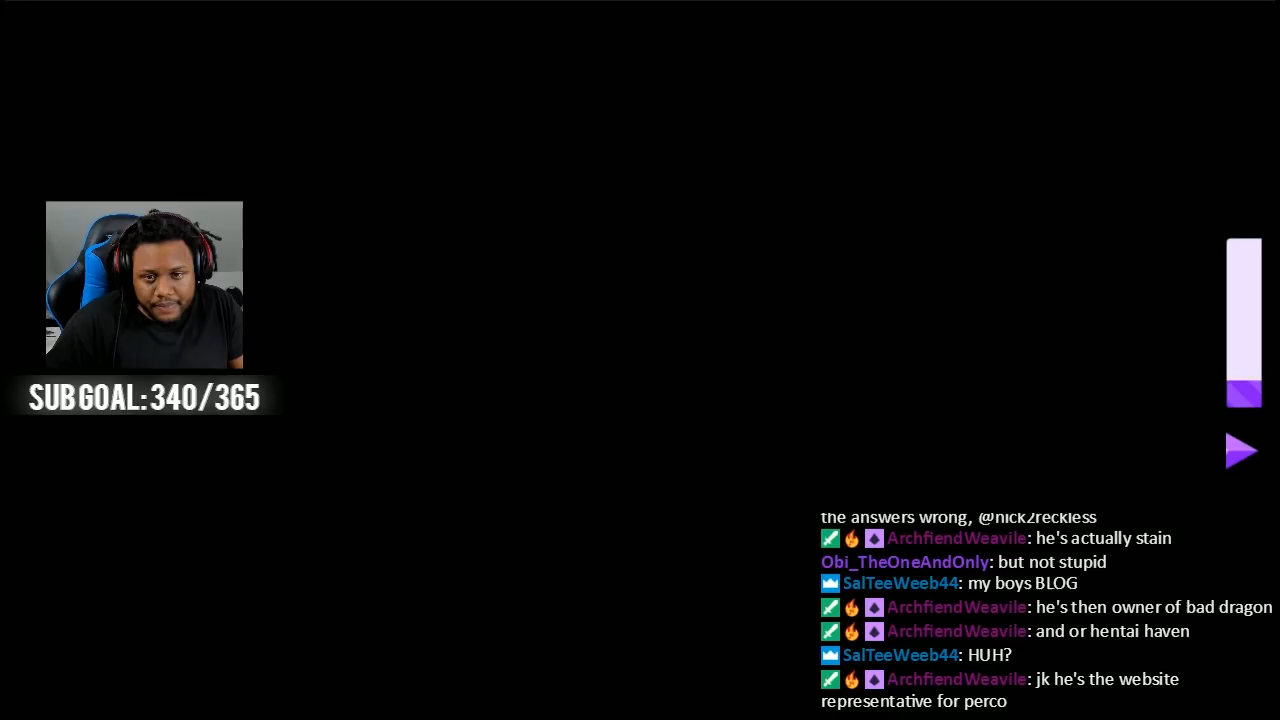 SUB GOAL: 340/365
the answers wrong, @nick2reckless
ArchfiendWeavile: he's actually stain
Obi_TheOneAndOnly: but not stupid
SalTeeWeeb44: my boys BLOG
ArchfiendWeavile: he's then owner of bad dragon
ArchfiendWeavile: and or hentai haven
SalTeeWeeb44: HUH?
ArchfiendWeavile: jk he's the website
representative for perco